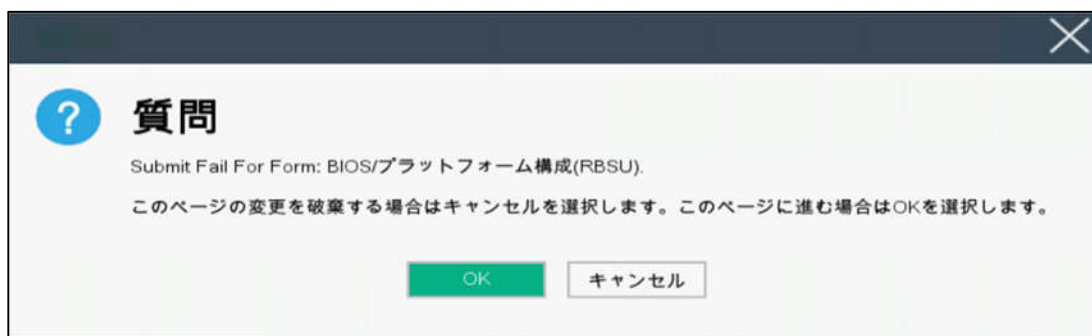 ?
質問
Submit Fail For Form: BIOS/プラットフォーム構成(RBSU).
このページの変更を破棄する場合はキャンセルを選択します。このページに進む場合はOKを選択します。
OK
キャンセル